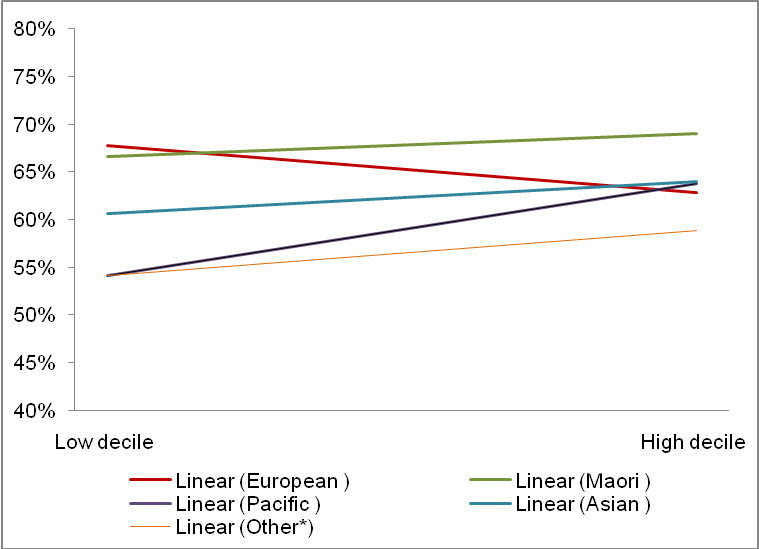 80%
75%
70%
65%
60%
55%
50%
45%
40%
Low decile High decile
Linear (European ) Linear (Maori )
Linear (Pacific ) Linear (Asian )
Linear (Other*)